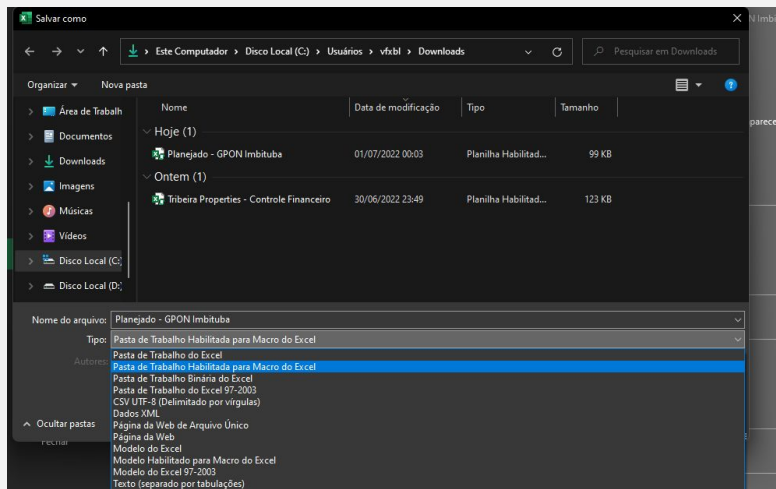 Salvar como
N Imbi
Este Computador > Disco Local (C:) > Usuários > vfxbl > Downloads
Pesquisar em Downloads
Organizar
Nova pasta
parece
Área de Trabalh
Documentos
Downloads
Imagens
Músicas
Vídeos
Disco Local (C:)
Disco Local (D:)
Nome Data de modificação Tipo Tamanho
Hoje (1)
Planejado - GPON Imbituba 01/07/2022 00:03 Planilha Habilitad... 99 KB
Ontem (1)
Tribeira Properties - Controle Financeiro 30/06/2022 23:49 Planilha Habilitad... 123 KB
Nome do arquivo: Planejado - GPON Imbituba
Tipo: Pasta de Trabalho Habilitada para Macro do Excel
Autores:
Pasta de Trabalho do Excel
Pasta de Trabalho Habilitada para Macro do Excel
Pasta de Trabalho Binária do Excel
Pasta de Trabalho do Excel 97-2003
CSV UTF-8 (Delimitado por vírgulas)
Dados XML
Página da Web de Arquivo Único
Página da Web
Modelo do Excel
Modelo Habilitado para Macro do Excel
Modelo do Excel 97-2003
Texto (separado por tabulações)
Ocultar pastas
Fechar